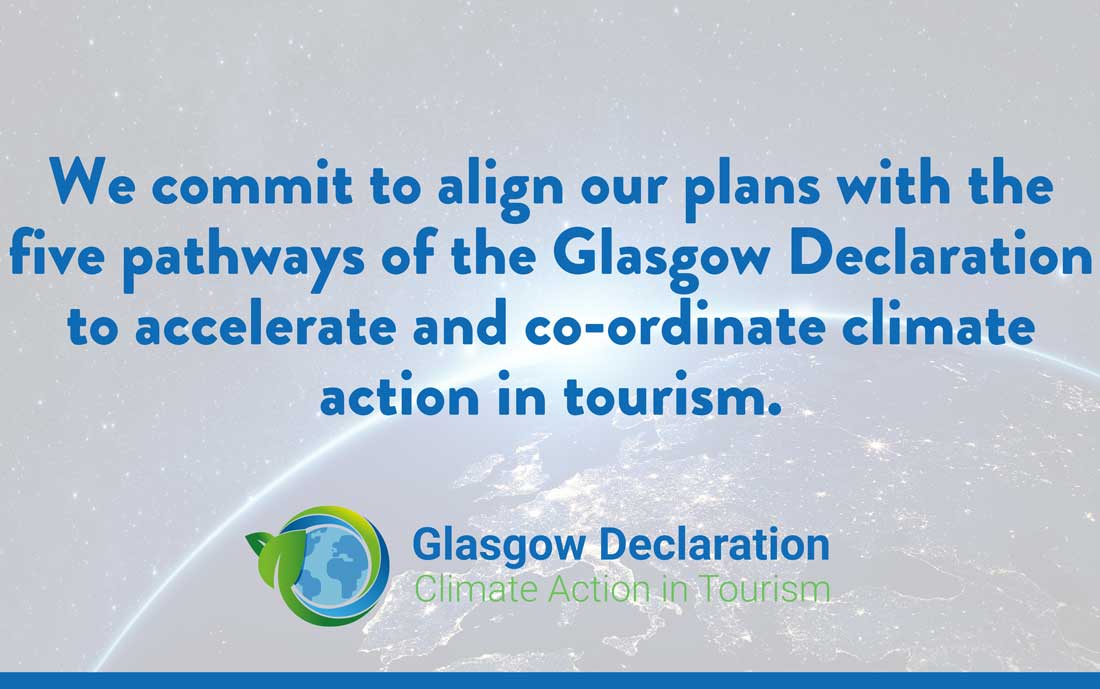 We commit to align our plans with the
five pathways of the Glasgow Declaration
to accelerate and co-ordinate climate
action in tourism.
Glasgow Declaration
Climate Action in Tourism